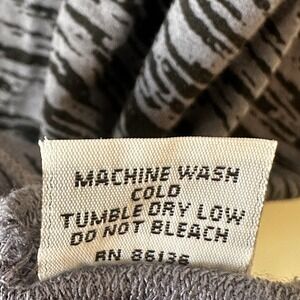 MACHINE WASH
COLD
TUMBLE DRY LOW
DO NOT BLEACH
RN 86136